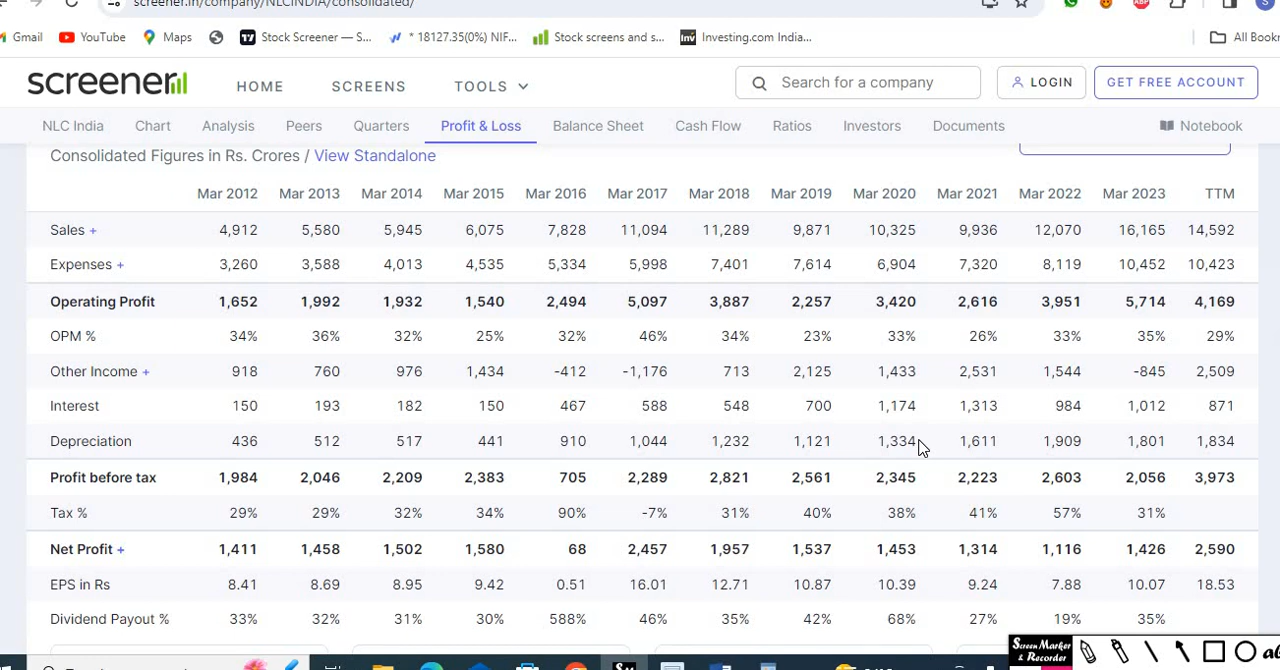 screener.in/company/NLCINDIA/consolidated/
Gmail YouTube Maps Stock Screener — S... * 18127.35(0%) NIF... Stock screens and s... Investing.com India... All Bookr
screener HOME SCREENS TOOLS Search for a company LOGIN GET FREE ACCOUNT
NLC India Chart Analysis Peers Quarters Profit & Loss Balance Sheet Cash Flow Ratios Investors Documents Notebook
Consolidated Figures in Rs. Crores / View Standalone
Mar 2012 Mar 2013 Mar 2014 Mar 2015 Mar 2016 Mar 2017 Mar 2018 Mar 2019 Mar 2020 Mar 2021 Mar 2022 Mar 2023 TTM
Sales + 4,912 5,580 5,945 6,075 7,828 11,094 11,289 9,871 10,325 9,936 12,070 16,165 14,592
Expenses + 3,260 3,588 4,013 4,535 5,334 5,998 7,401 7,614 6,904 7,320 8,119 10,452 10,423
Operating Profit 1,652 1,992 1,932 1,540 2,494 5,097 3,887 2,257 3,420 2,616 3,951 5,714 4,169
OPM % 34% 36% 32% 25% 32% 46% 34% 23% 33% 26% 33% 35% 29%
Other Income + 918 760 976 1,434 -412 -1,176 713 2,125 1,433 2,531 1,544 -845 2,509
Interest 150 193 182 150 467 588 548 700 1,174 1,313 984 1,012 871
Depreciation 436 512 517 441 910 1,044 1,232 1,121 1,334 1,611 1,909 1,801 1,834
Profit before tax 1,984 2,046 2,209 2,383 705 2,289 2,821 2,561 2,345 2,223 2,603 2,056 3,973
Tax % 29% 29% 32% 34% 90% -7% 31% 40% 38% 41% 57% 31%
Net Profit + 1,411 1,458 1,502 1,580 68 2,457 1,957 1,537 1,453 1,314 1,116 1,426 2,590
EPS in Rs 8.41 8.69 8.95 9.42 0.51 16.01 12.71 10.87 10.39 9.24 7.88 10.07 18.53
Dividend Payout % 33% 32% 31% 30% 588% 46% 35% 42% 68% 27% 19% 35%
Screen Marker
& Recorder